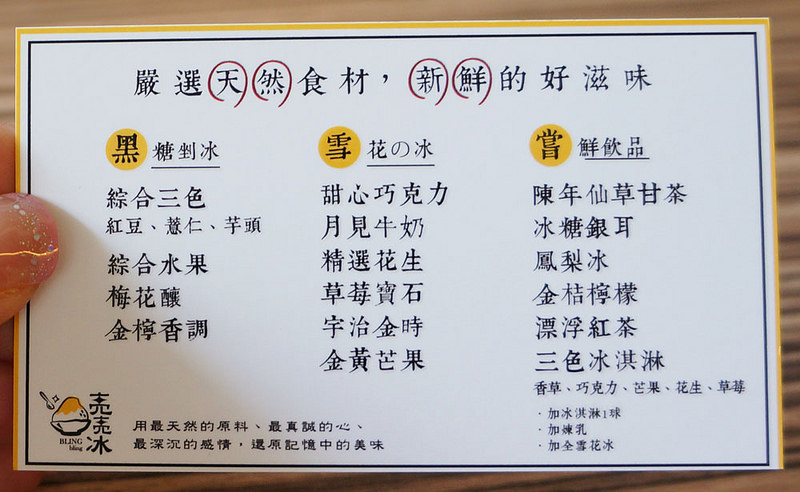 嚴選天然食材，新鮮的好滋味
黑糖剉冰
綜合三色
紅豆、薏仁、芋頭
綜合水果
梅花釀
金檸香調
雪花の冰
甜心巧克力
月見牛奶
精選花生
草莓寶石
宇治金時
金黃芒果
嘗鮮飲品
陳年仙草甘茶
冰糖銀耳
鳳梨冰
金桔檸檬
漂浮紅茶
三色冰淇淋
香草、巧克力、芒果、花生、草莓
·加冰淇淋1球
·加煉乳
·加全雪花冰
売売冰
BLING
bling
用最天然的原料、最真誠的心、
最深沉的感情，還原記憶中的美味